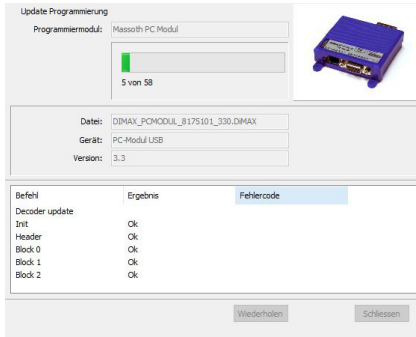 Update Programmierung
Programmiermodul: Massoth PC Modul
5 von 58
Datei: DIMAX_PCMODUL_8175101_330.DiMAX
Gerät: PC-Modul USB
Version: 3.3
Befehl Ergebnis Fehlercode
Decoder update
Init Ok
Header Ok
Block 0 Ok
Block 1 Ok
Block 2 Ok
Wiederholen Schliessen